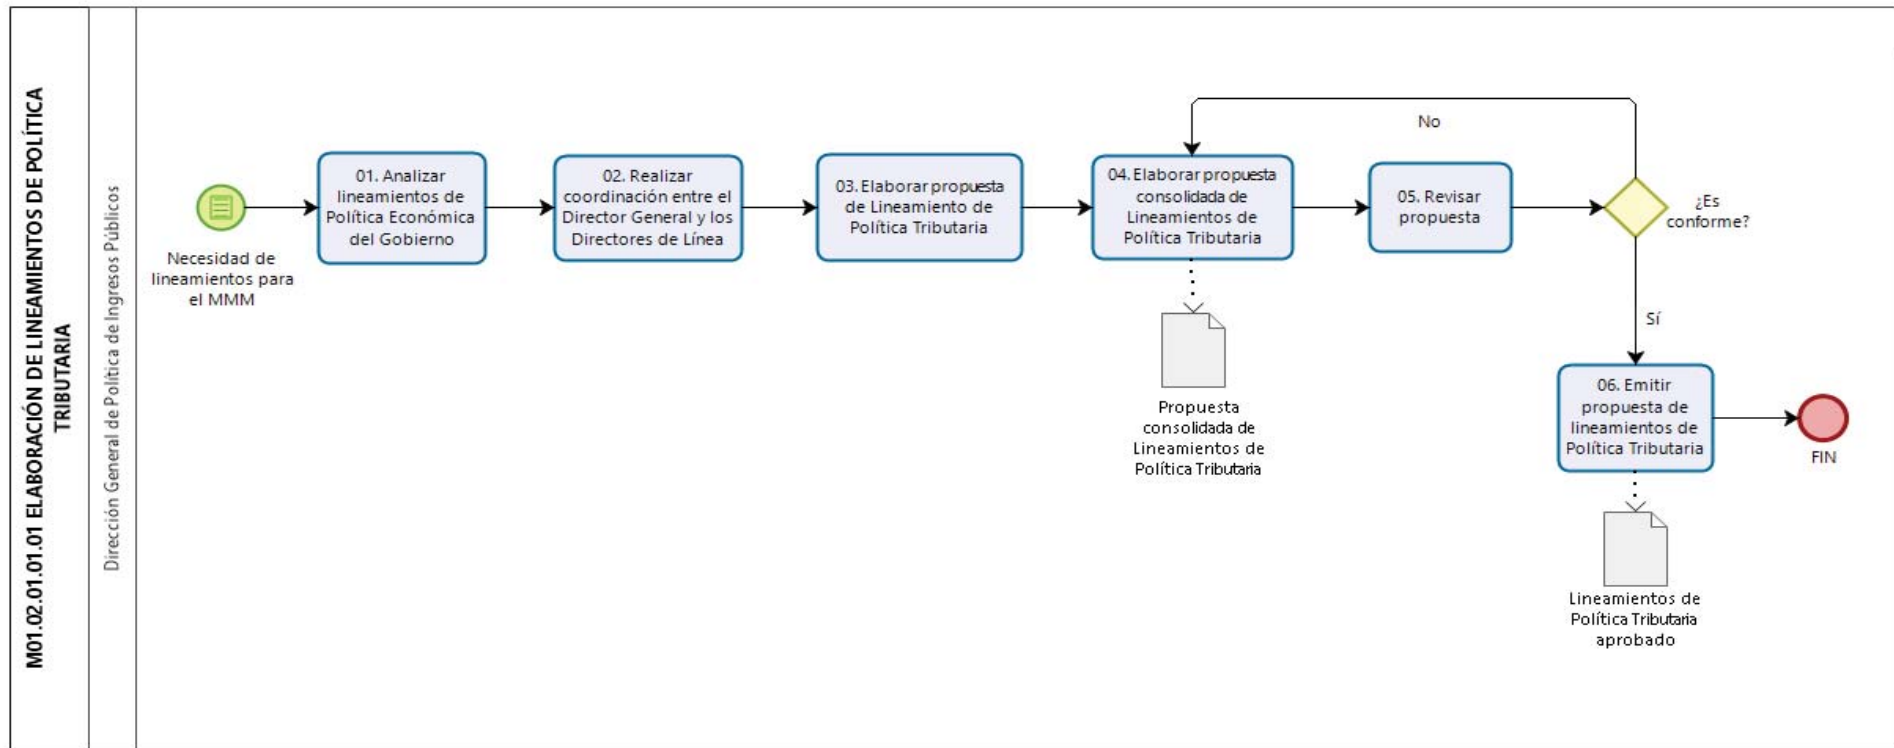 M01.02.01.01.01 ELABORACIÓN DE LINEAMIENTOS DE POLÍTICA
TRIBUTARIA
Dirección General de Política de Ingresos Públicos
Necesidad de
lineamientos para
el MMM
01. Analizar
lineamientos de
Política Económica
del Gobierno
02. Realizar
coordinación entre el
Director General y los
Directores de Línea
03. Elaborar propuesta
de Lineamiento de
Política Tributaria
04. Elaborar propuesta
consolidada de
Lineamientos de
Política Tributaria
Propuesta
consolidada de
Lineamientos de
Política Tributaria
05. Revisar
propuesta
No
¿Es
conforme?
Sí
06. Emitir
propuesta de
lineamientos de
Política Tributaria
FIN
Lineamientos de
Política Tributaria
aprobado